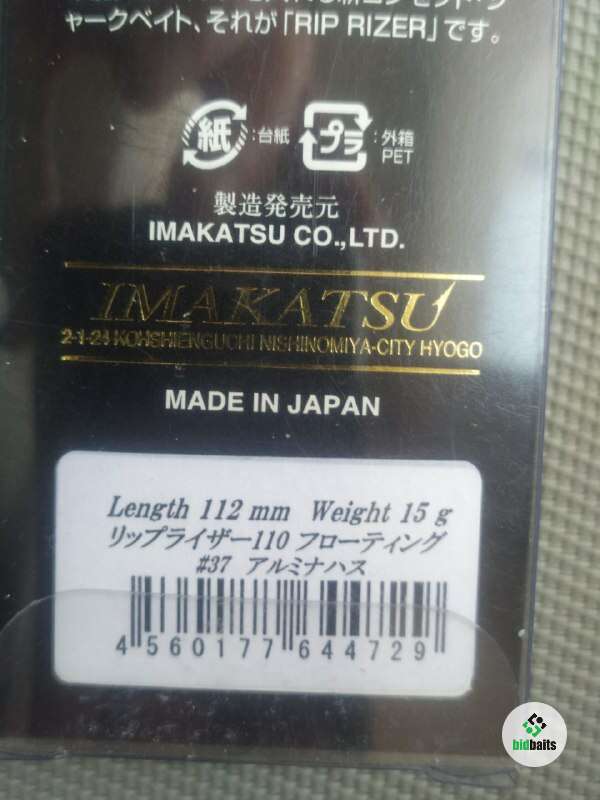 ャークベイト、それが「RIP RIZER」です。
紙 :台紙 プラ :外箱
PET
製造発売元
IMAKATSU CO.,LTD.
IMAKATSU
2-1-24 KOHSHIENGUCHI NISHINOMIYA-CITY HYOGO
MADE IN JAPAN
Length 112 mm Weight 15 g
リップライザー110 フローティング
#37 アルミナハス
4 560177 644729
bidbaits